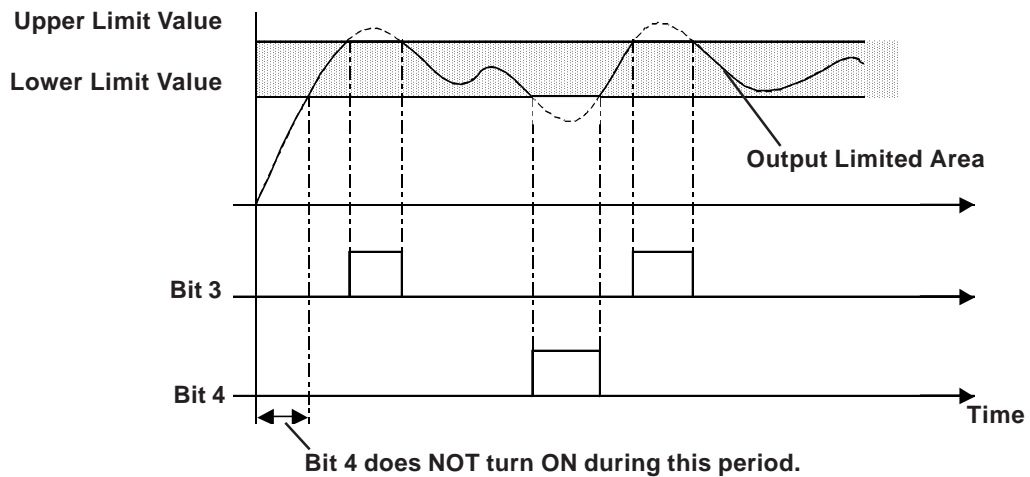 Upper Limit Value
Lower Limit Value
Output Limited Area
Bit 3
Bit 4
Time
Bit 4 does NOT turn ON during this period.